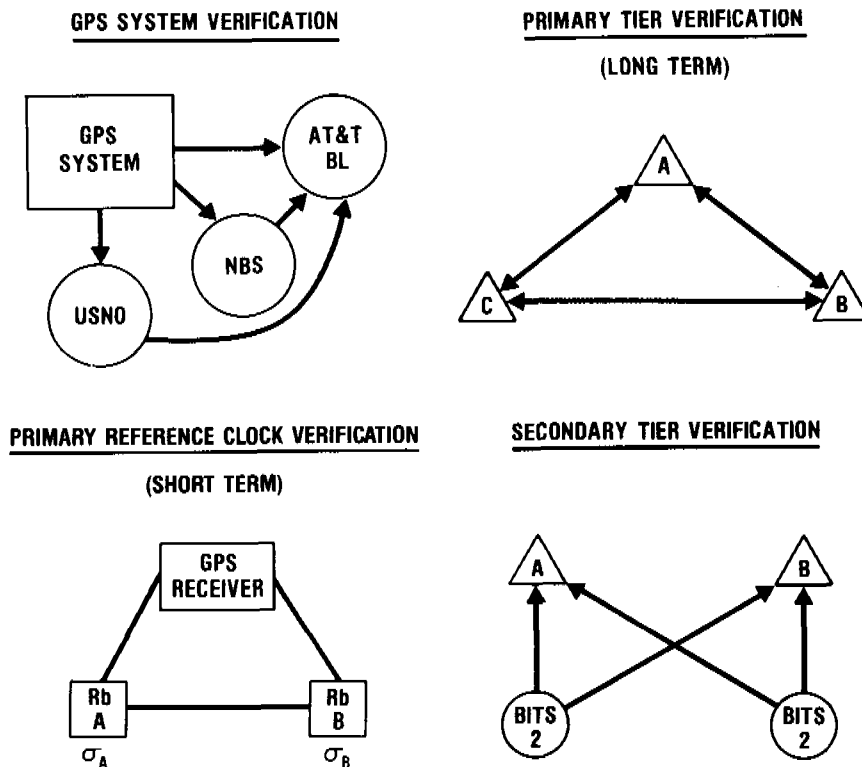 GPS SYSTEM VERIFICATION
GPS
SYSTEM
AT&T
BL
NBS
USNO
PRIMARY TIER VERIFICATION
(LONG TERM)
A
C
B
PRIMARY REFERENCE CLOCK VERIFICATION
(SHORT TERM)
GPS
RECEIVER
Rb
A
Rb
B
σA
σB
SECONDARY TIER VERIFICATION
A
B
BITS
2
BITS
2